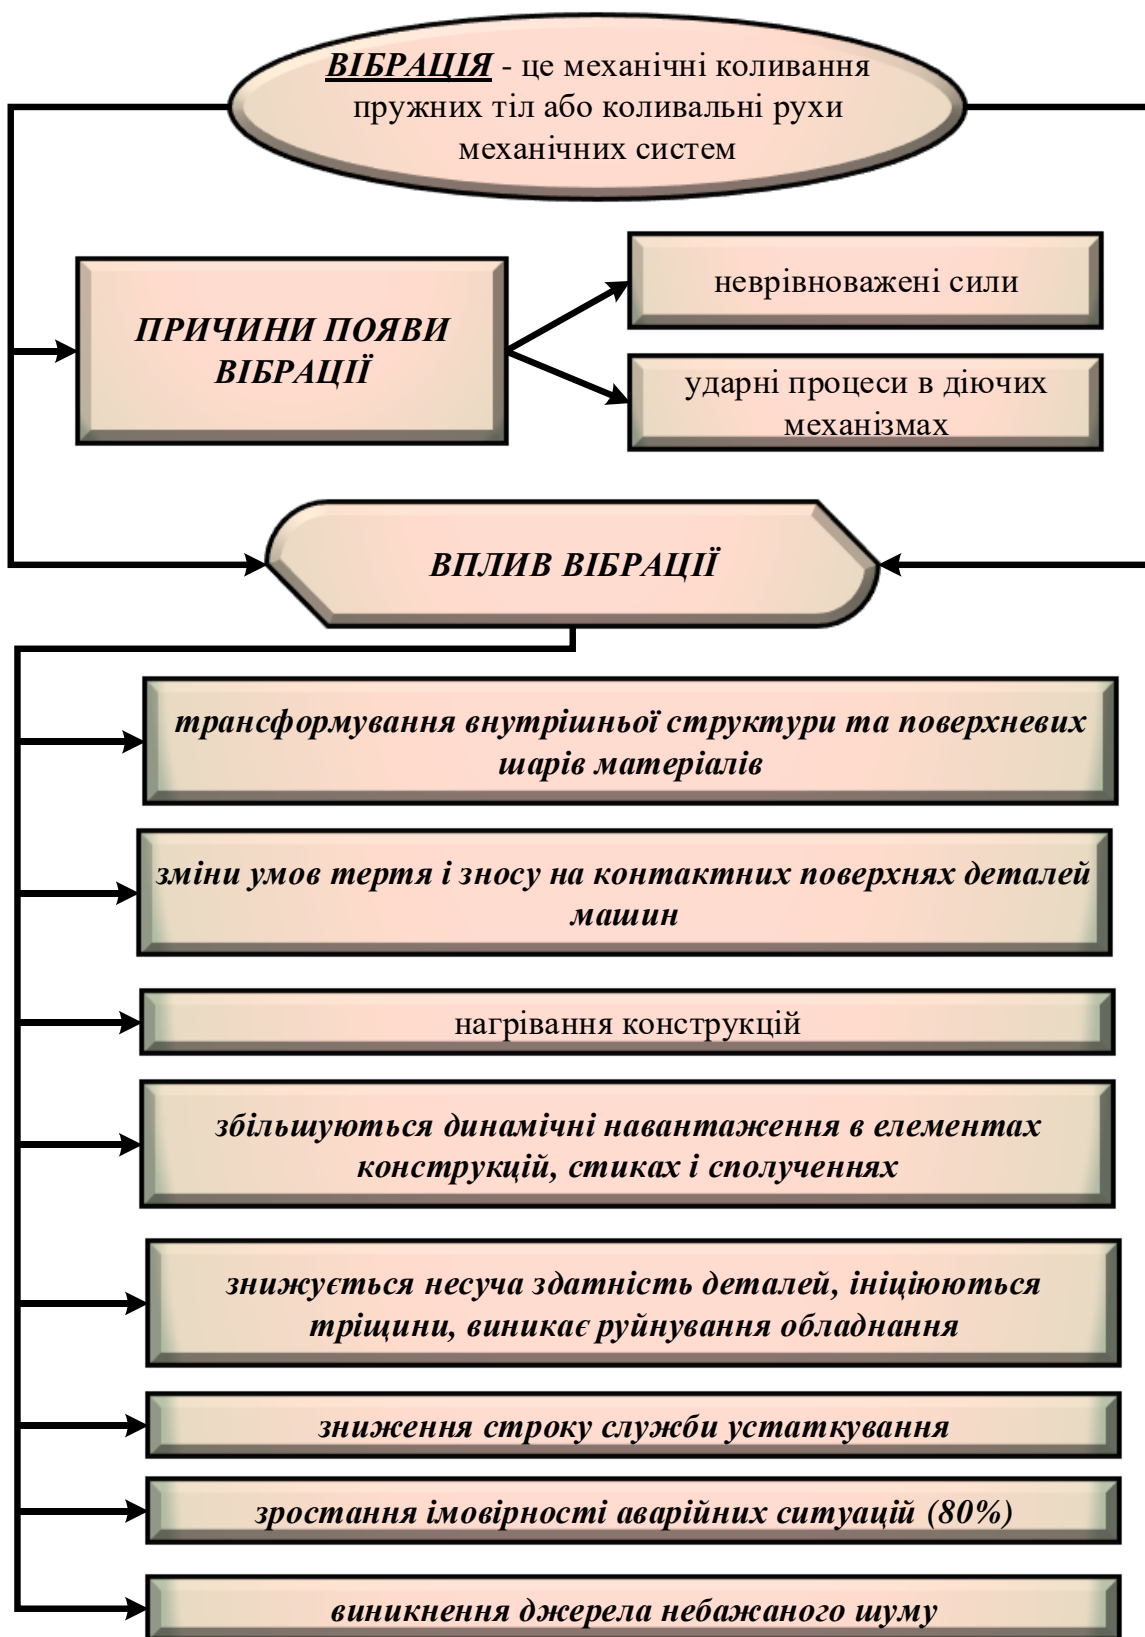 ВІБРАЦІЯ - це механічні коливання
пружних тіл або коливальні рухи
механічних систем
ПРИЧИНИ ПОЯВИ
ВІБРАЦІЇ
неврівноважені сили
ударні процеси в діючих
механізмах
ВПЛИВ ВІБРАЦІЇ
трансформування внутрішньої структури та поверхневих
шарів матеріалів
зміни умов тертя і зносу на контактних поверхнях деталей
машин
нагрівання конструкцій
збільшуються динамічні навантаження в елементах
конструкцій, стиках і сполученнях
знижується несуча здатність деталей, ініціюються
тріщини, виникає руйнування обладнання
зниження строку служби устаткування
зростання імовірності аварійних ситуацій (80%)
виникнення джерела небажаного шуму